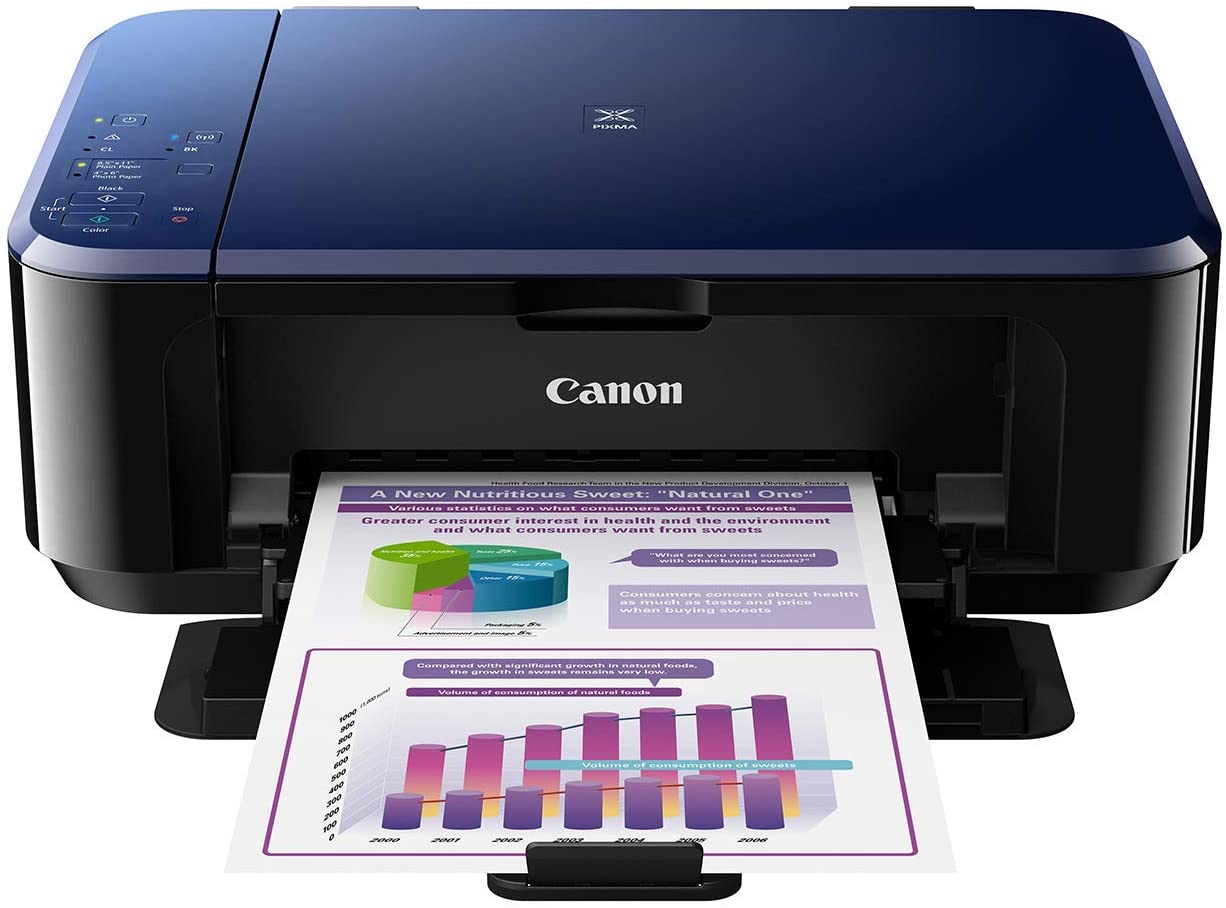 PIXMA
CL
BK
8.5"x11"
Plain Paper
4"x6"
Photo Paper
Black
Start
Stop
Color
Canon
Health Food Research Team in the New Product Development Division, October 1
A New Nutritious Sweet: "Natural One"
Various statistics on what consumers want from sweets
Greater consumer interest in health and the environment
and what consumers want from sweets
Nutrition and health
35%
Taste 25%
Price 15%
Other 15%
Packaging 5%
Advertisement and image 5%
"What are you most concerned
with when buying sweets?"
Consumers concern about health
as much as taste and price
when buying sweets
Compared with significant growth in natural foods,
the growth in sweets remains very low.
Volume of consumption of natural foods
(1,000 tons)
1000
900
800
700
600
500
400
300
200
100
0
Volume of consumption of sweets
2000 2001 2002 2003 2004 2005 2006